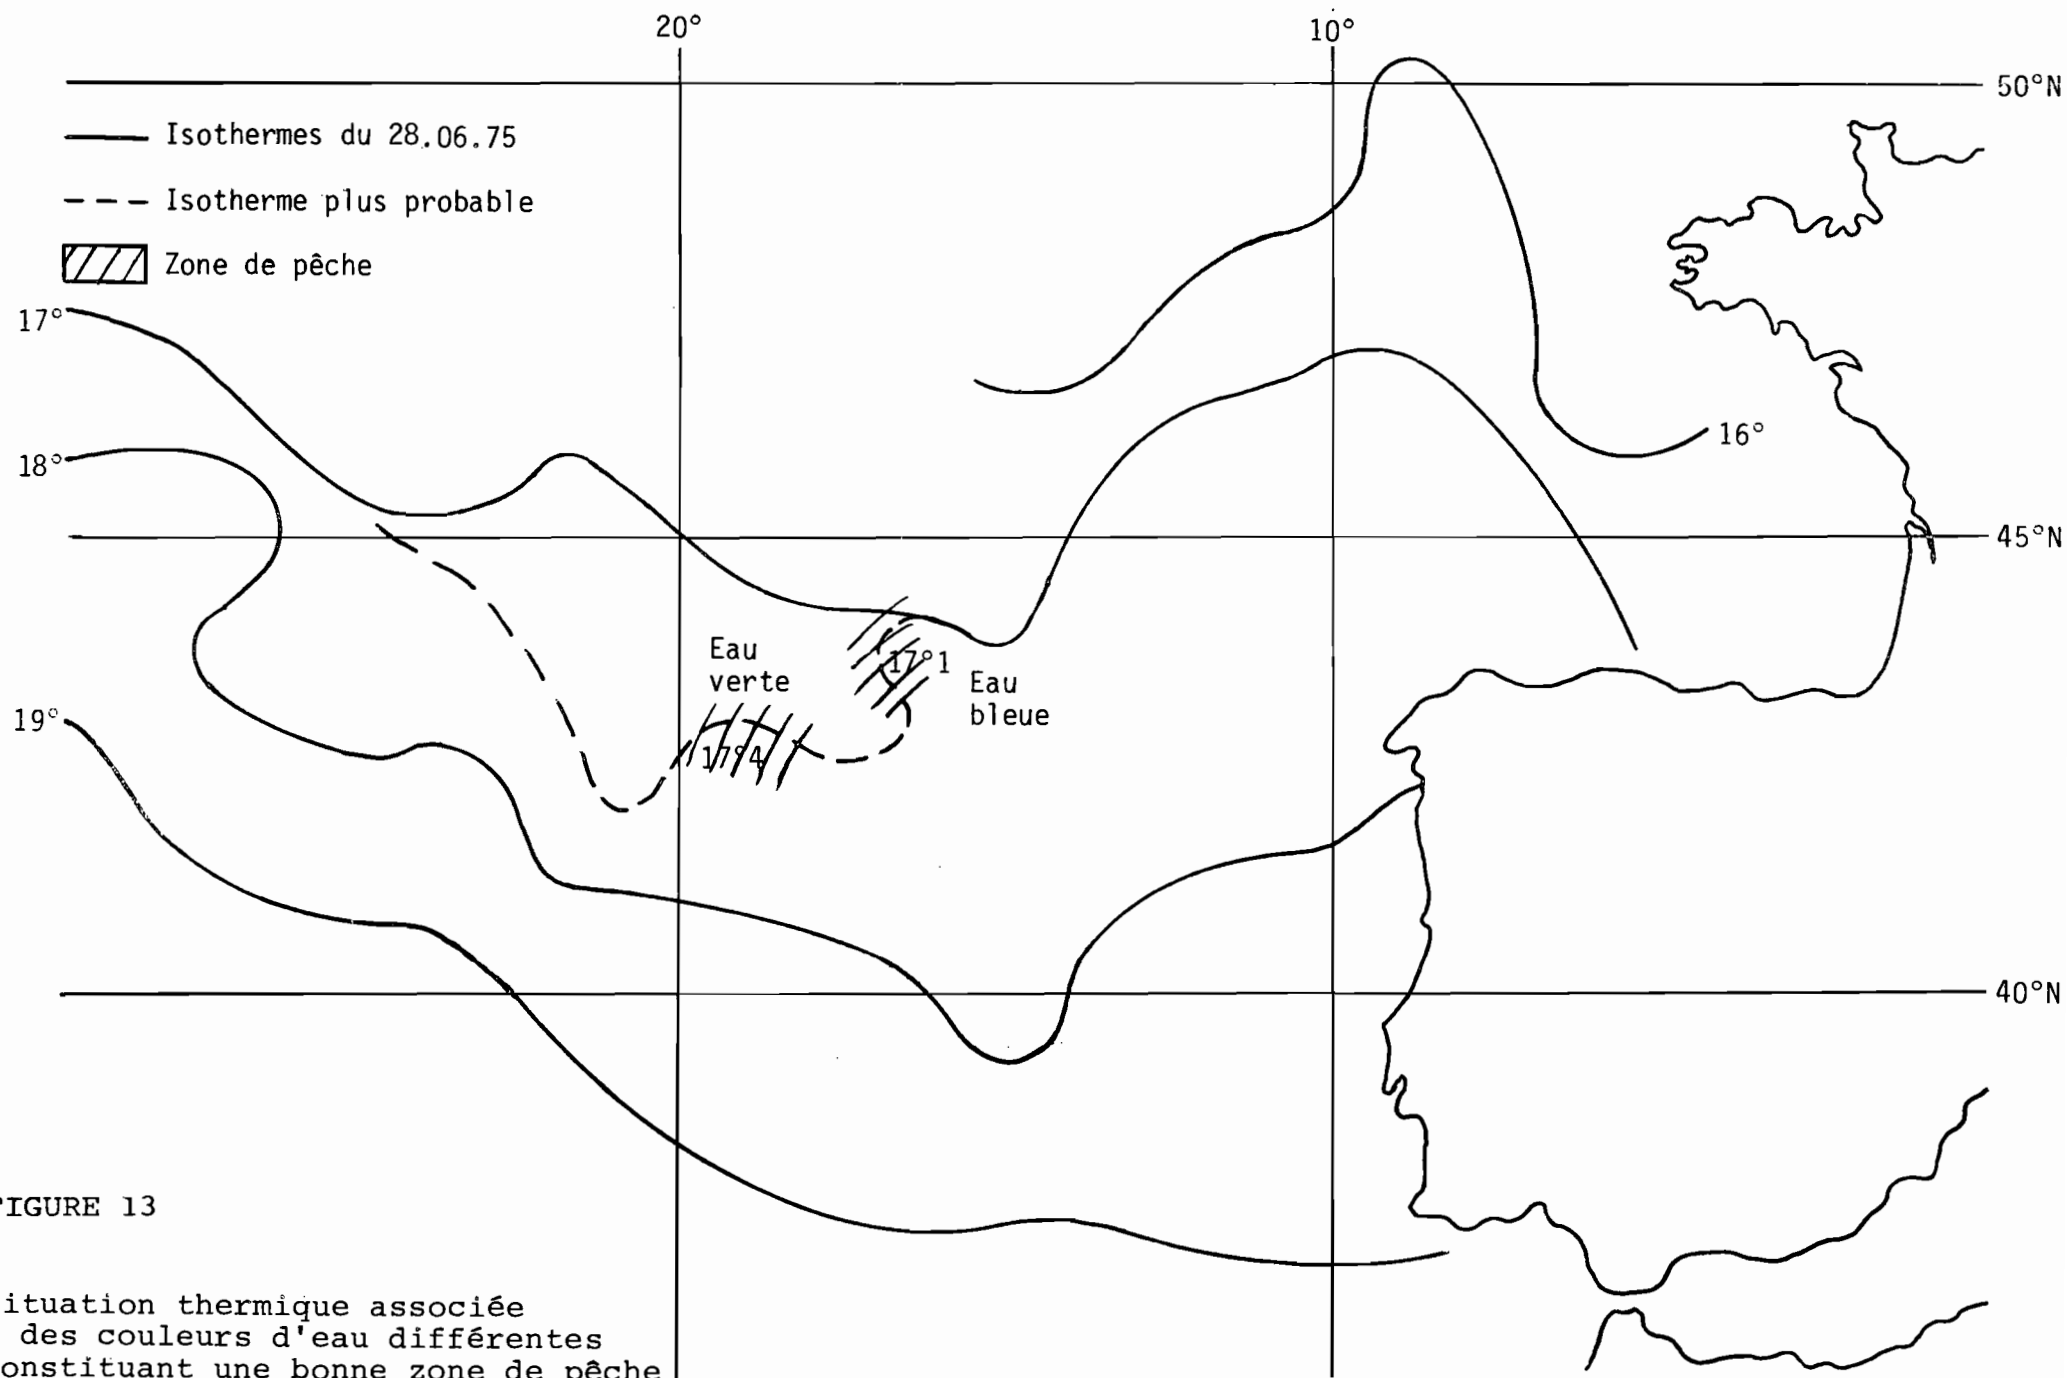 20°
10°
50°N
Isothermes du 28.06.75
Isotherme plus probable
Zone de pêche
17°
16°
18°
45°N
Eau
verte
17°1
Eau
bleue
19°
17°4
40°N
IGURE 13
ituation thermique associée
des couleurs d'eau différentes
onstituant une bonne zone de pêche